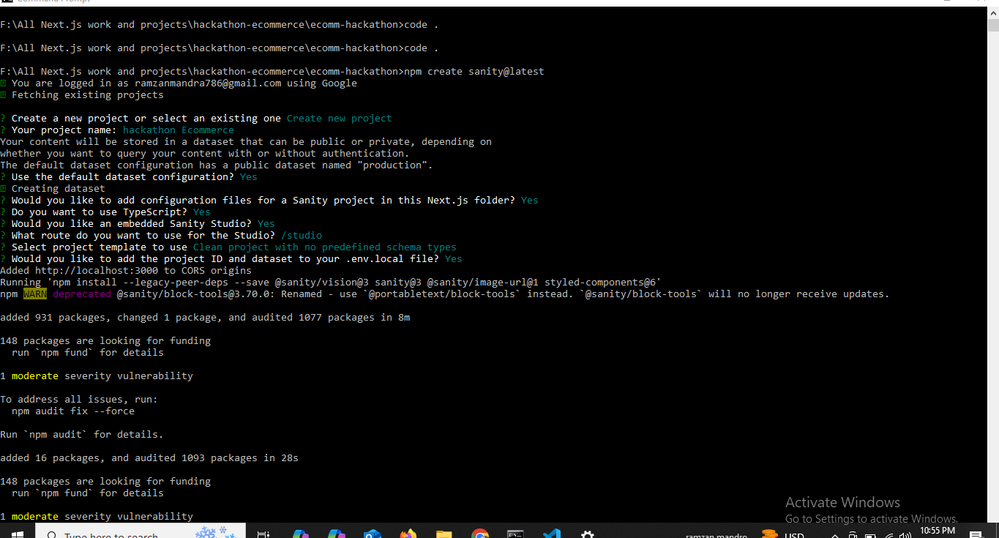 Command Prompt
F:\All Next.js work and projects\hackathon-ecommerce\ecomm-hackathon>code .
F:\All Next.js work and projects\hackathon-ecommerce\ecomm-hackathon>code .
F:\All Next.js work and projects\hackathon-ecommerce\ecomm-hackathon>npm create sanity@latest
You are logged in as ramzanmandra786@gmail.com using Google
Fetching existing projects
? Create a new project or select an existing one Create new project
? Your project name: hackathon Ecommerce
Your content will be stored in a dataset that can be public or private, depending on
whether you want to query your content with or without authentication.
The default dataset configuration has a public dataset named "production".
? Use the default dataset configuration? Yes
Creating dataset
? Would you like to add configuration files for a Sanity project in this Next.js folder? Yes
? Do you want to use TypeScript? Yes
? Would you like an embedded Sanity Studio? Yes
? What route do you want to use for the Studio? /studio
? Select project template to use Clean project with no predefined schema types
? Would you like to add the project ID and dataset to your .env.local file? Yes
Added http://localhost:3000 to CORS origins
Running 'npm install --legacy-peer-deps --save @sanity/vision@3 sanity@3 @sanity/image-url@1 styled-components@6'
npm WARN deprecated @sanity/block-tools@3.70.0: Renamed - use `@portabletext/block-tools` instead. `@sanity/block-tools` will no longer receive updates.
added 931 packages, changed 1 package, and audited 1077 packages in 8m
148 packages are looking for funding
run `npm fund` for details
1 moderate severity vulnerability
To address all issues, run:
npm audit fix --force
Run `npm audit` for details.
added 16 packages, and audited 1093 packages in 28s
148 packages are looking for funding
run `npm fund` for details
1 moderate severity vulnerability
Activate Windows
Go to Settings to activate Windows.
Type here to search
ramzan mandro
USD
10:55 PM